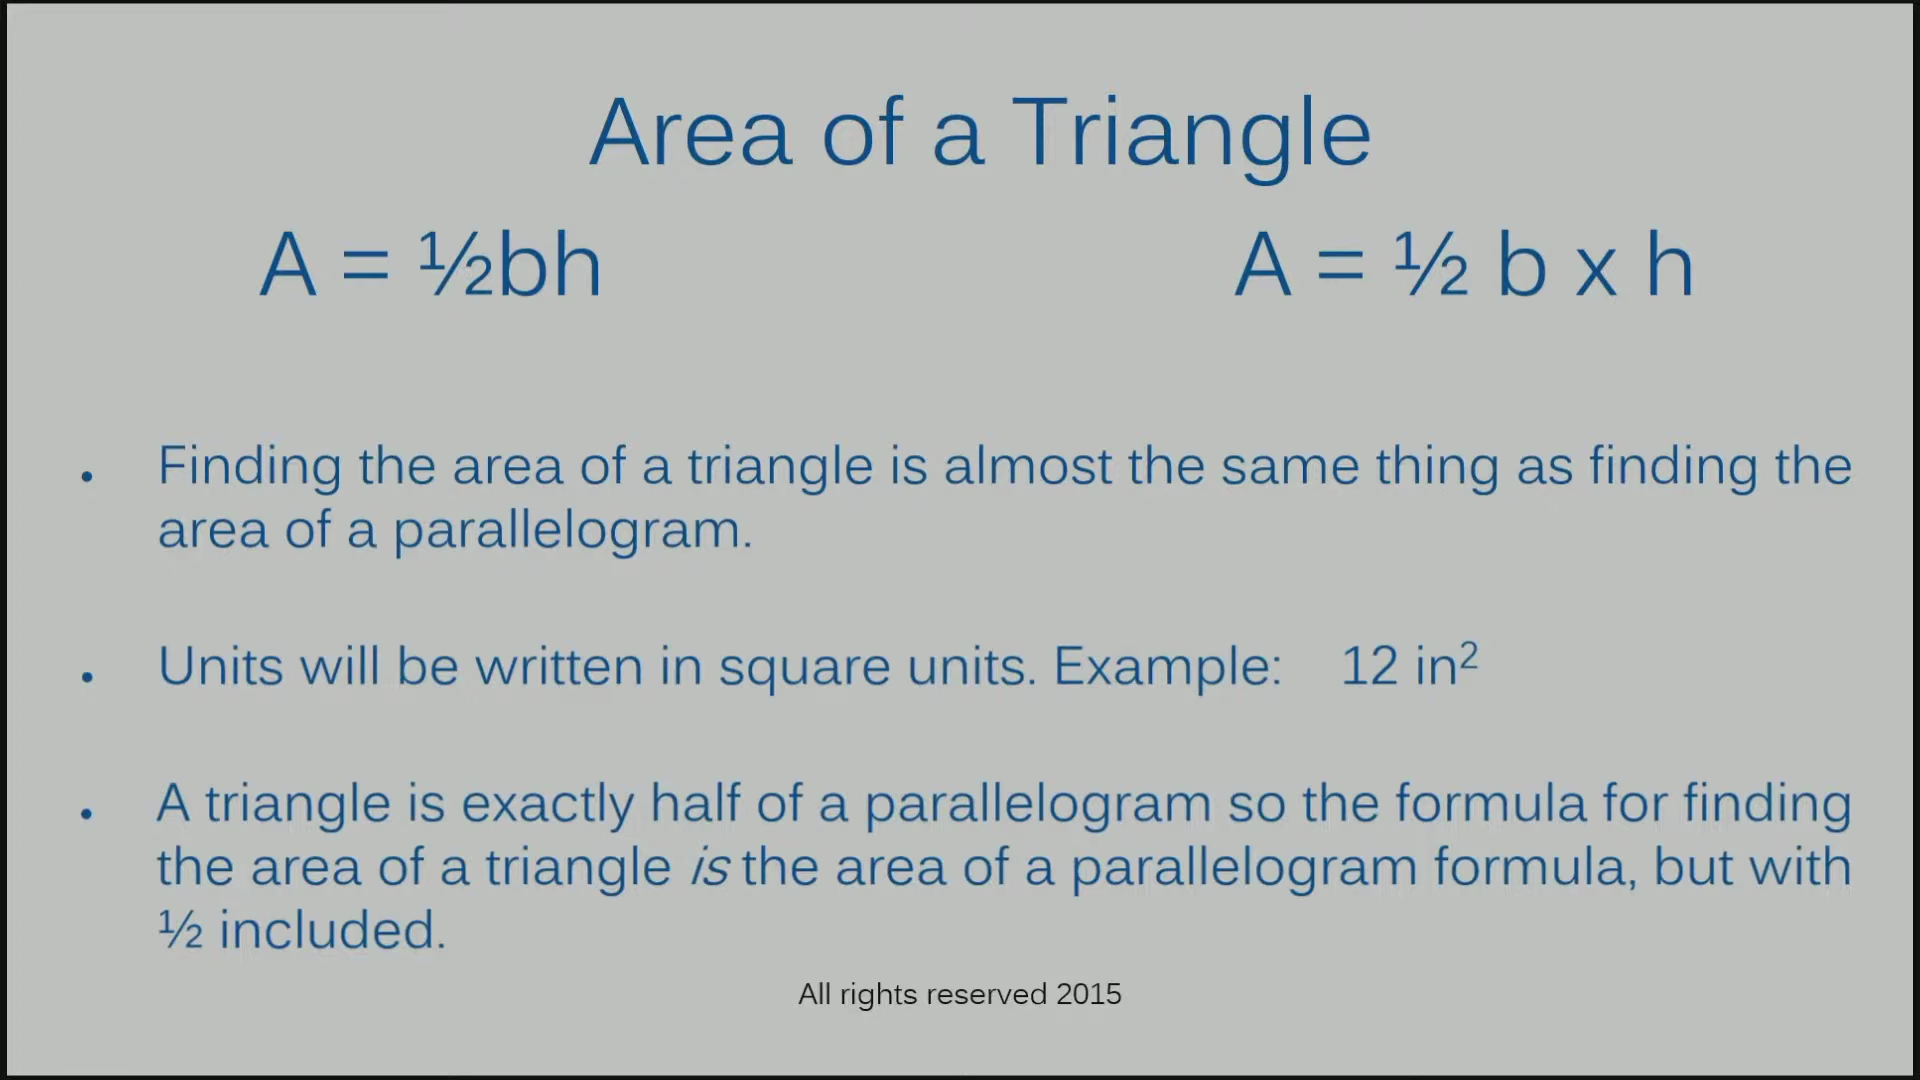 Area of a Triangle
A = ½bh
A = ½ b x h
• Finding the area of a triangle is almost the same thing as finding the
area of a parallelogram.
• Units will be written in square units. Example: 12 in²
• A triangle is exactly half of a parallelogram so the formula for finding
the area of a triangle is the area of a parallelogram formula, but with
½ included.
All rights reserved 2015